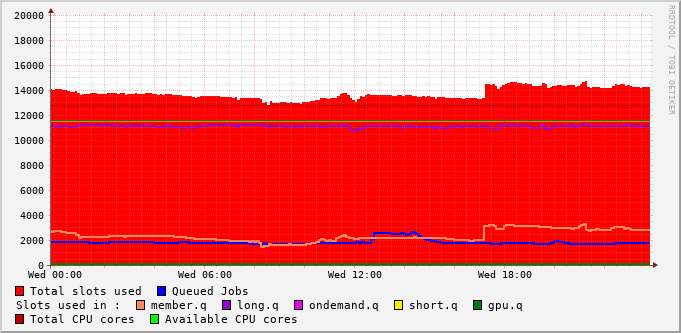 20000
18000
16000
14000
12000
10000
8000
6000
4000
2000
0
Wed 00:00 Wed 06:00 Wed 12:00 Wed 18:00
Total slots used Queued Jobs
Slots used in : member.q long.q ondemand.q short.q gpu.q
Total CPU cores Available CPU cores
RRDTOOL / TOBI OETIKER